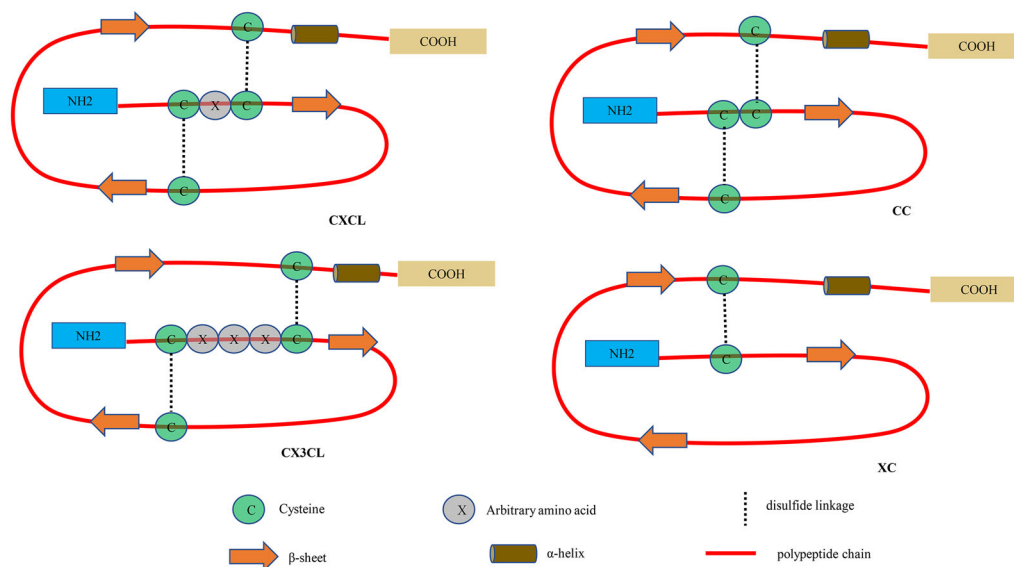 C
COOH
NH2
C
X
C
C
CXCL
C
COOH
NH2
C
C
C
CC
C
COOH
NH2
C
X
X
X
C
C
CX3CL
C
COOH
NH2
C
XC
C
Cysteine
X
Arbitrary amino acid
disulfide linkage
β-sheet
α-helix
polypeptide chain